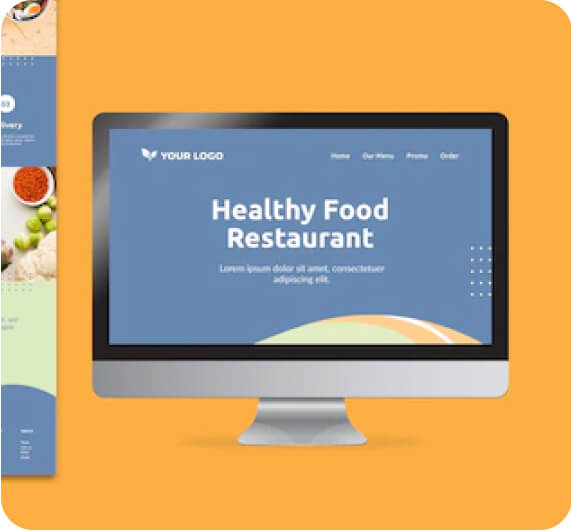 03
livery
YOUR LOGO
Home Our Menu Promo Order
Healthy Food
Restaurant
Lorem ipsum dolor sit amet, consectetuer
adipiscing elit.